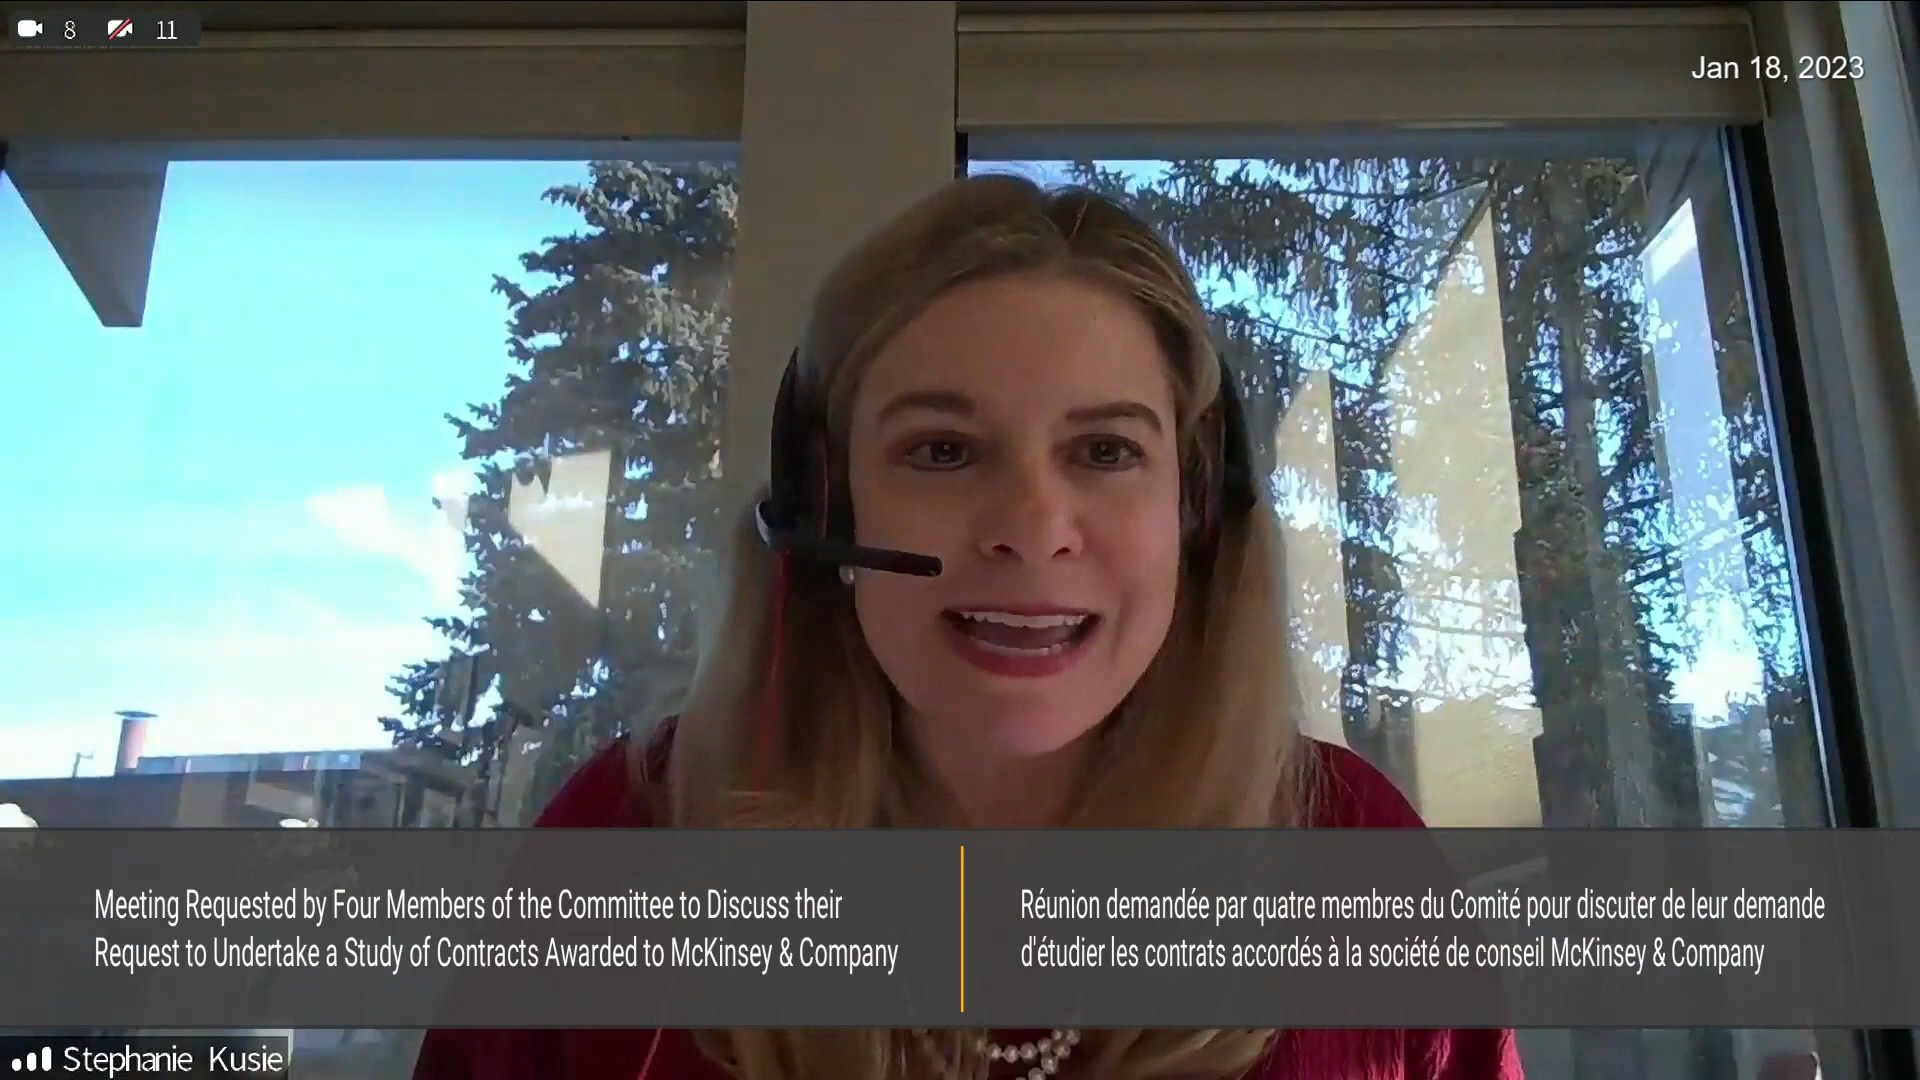 8 11
Jan 18, 2023
Meeting Requested by Four Members of the Committee to Discuss their
Request to Undertake a Study of Contracts Awarded to McKinsey & Company
Réunion demandée par quatre membres du Comité pour discuter de leur demande
d'étudier les contrats accordés à la société de conseil McKinsey & Company
Stephanie Kusie